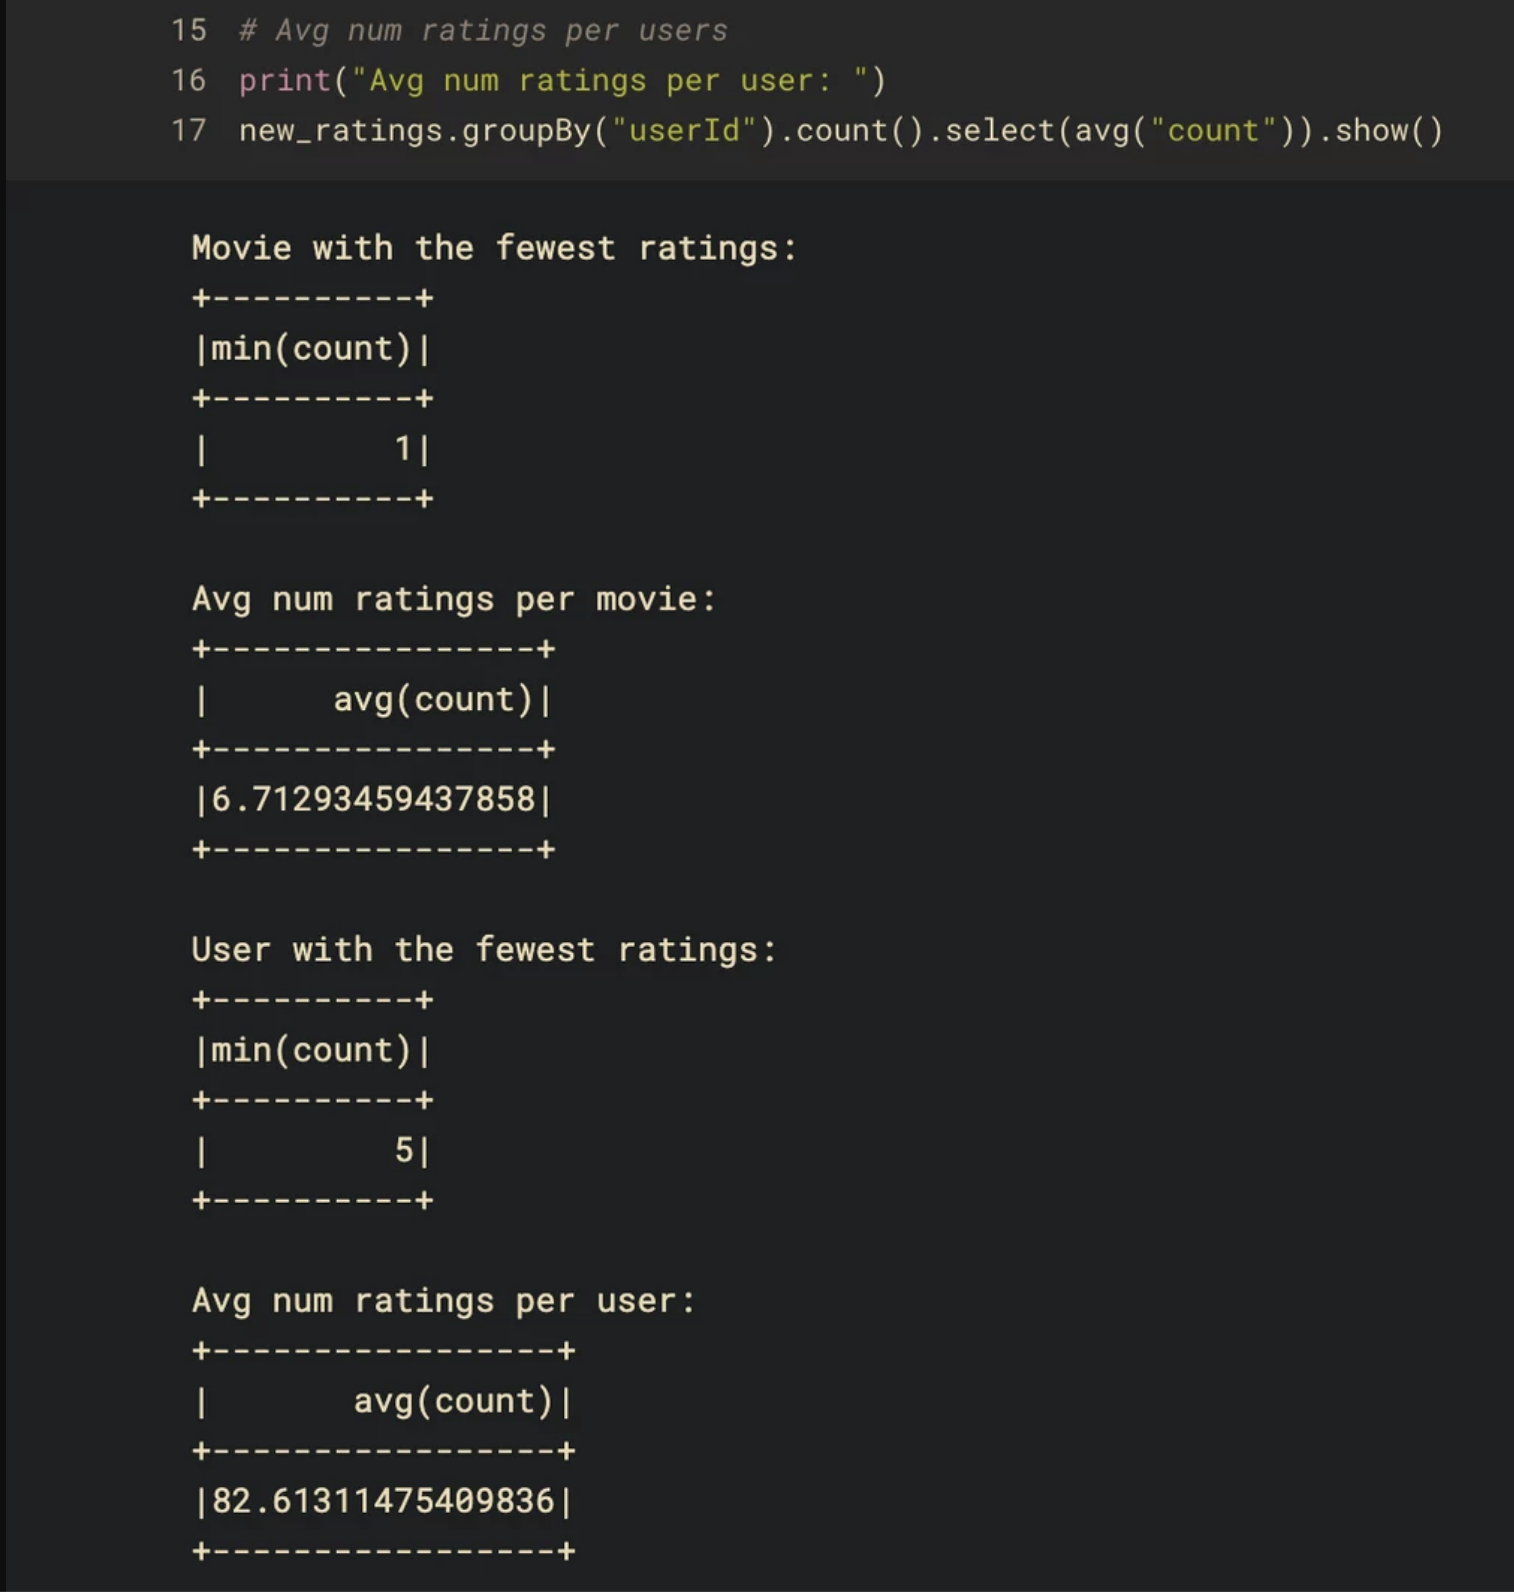 15 # Avg num ratings per users
16 print("Avg num ratings per user: ")
17 new_ratings.groupBy("userId").count().select(avg("count")).show()
Movie with the fewest ratings:
+----------+
|min(count)|
+----------+
|         1|
+----------+
Avg num ratings per movie:
+----------------+
|      avg(count)|
+----------------+
|6.71293459437858|
+----------------+
User with the fewest ratings:
+----------+
|min(count)|
+----------+
|         5|
+----------+
Avg num ratings per user:
+-----------------+
|       avg(count)|
+-----------------+
|82.61311475409836|
+-----------------+